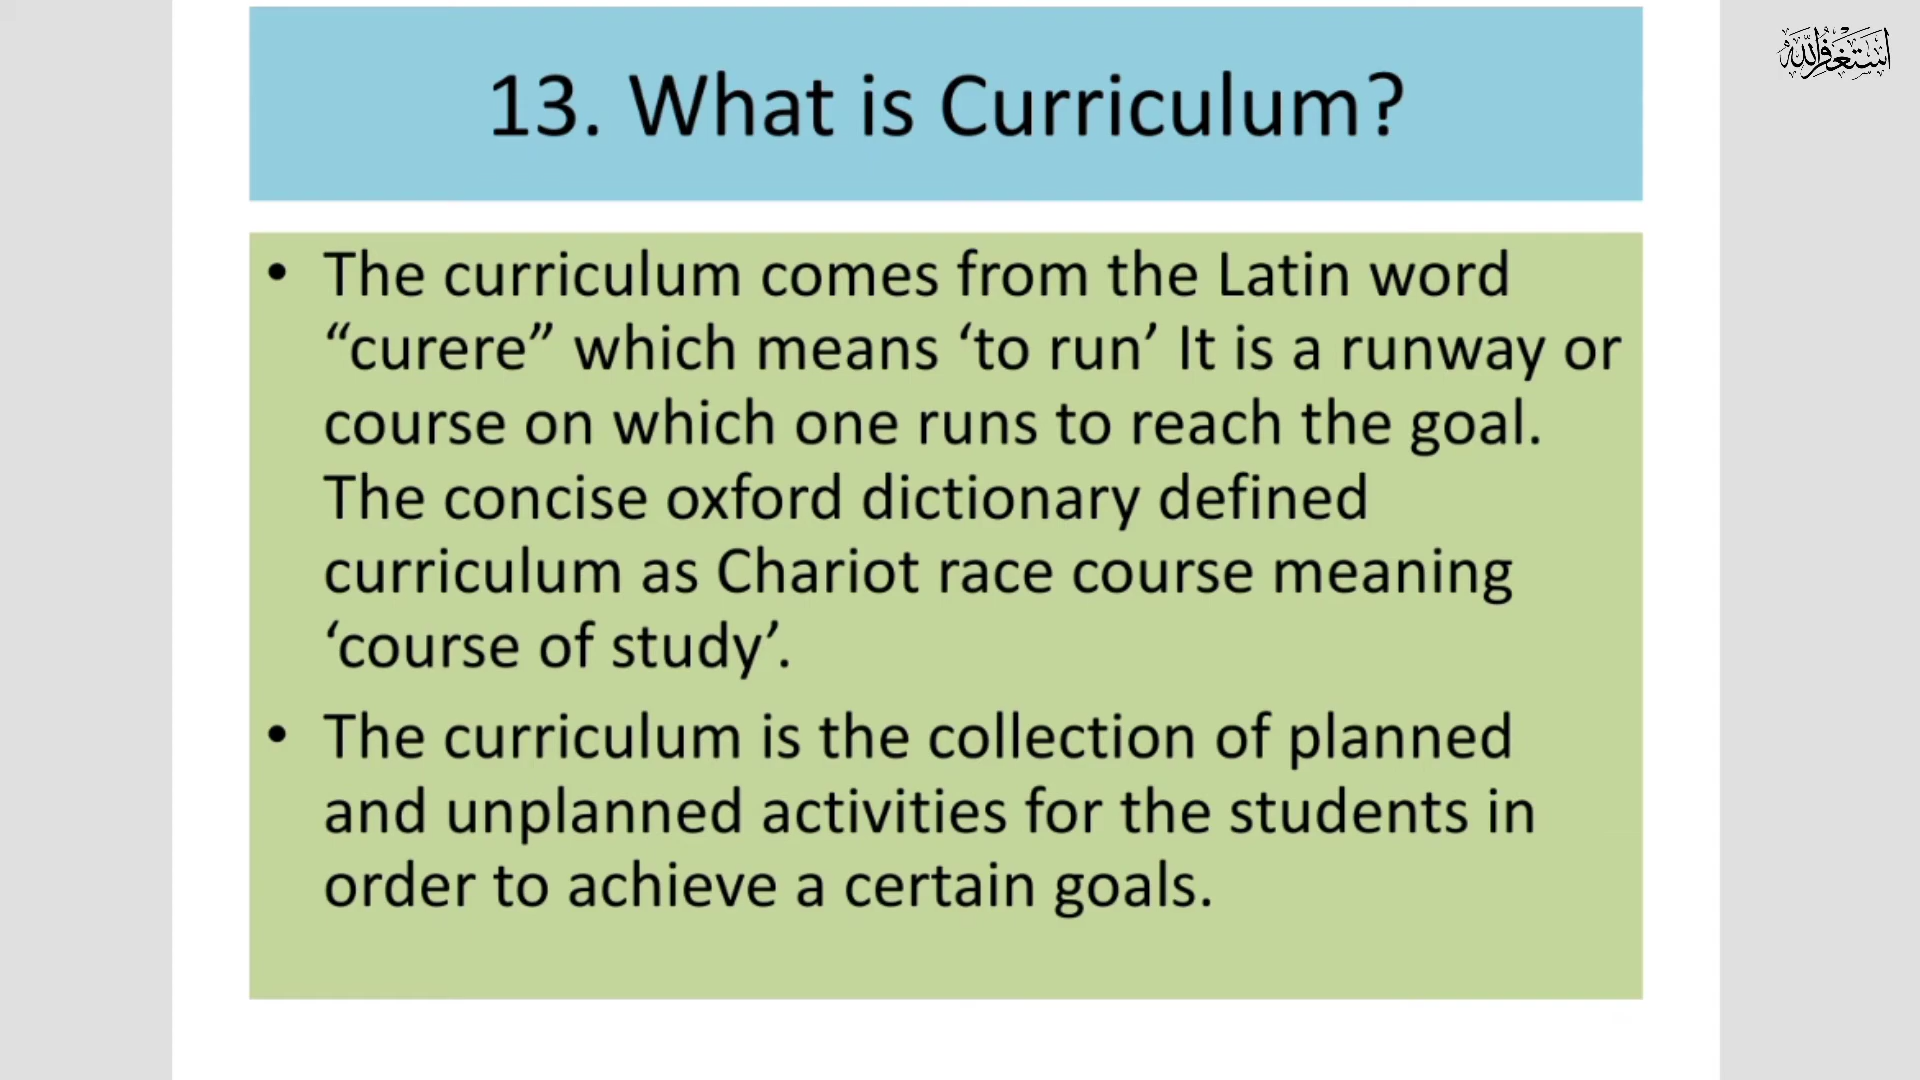 استغفر الله
13. What is Curriculum?
• The curriculum comes from the Latin word
“curere” which means ‘to run’ It is a runway or
course on which one runs to reach the goal.
The concise oxford dictionary defined
curriculum as Chariot race course meaning
‘course of study’.
• The curriculum is the collection of planned
and unplanned activities for the students in
order to achieve a certain goals.